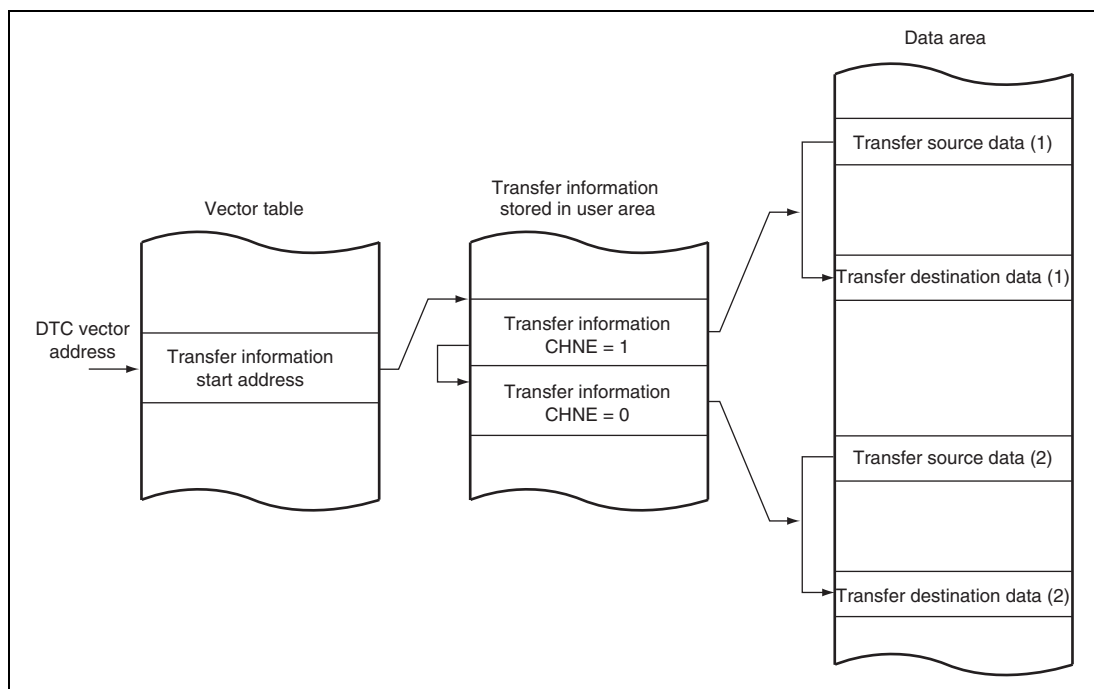 Data area
Transfer source data (1)
Transfer information
stored in user area
Vector table
Transfer destination data (1)
DTC vector
address
Transfer information
start address
Transfer information
CHNE = 1
Transfer information
CHNE = 0
Transfer source data (2)
Transfer destination data (2)